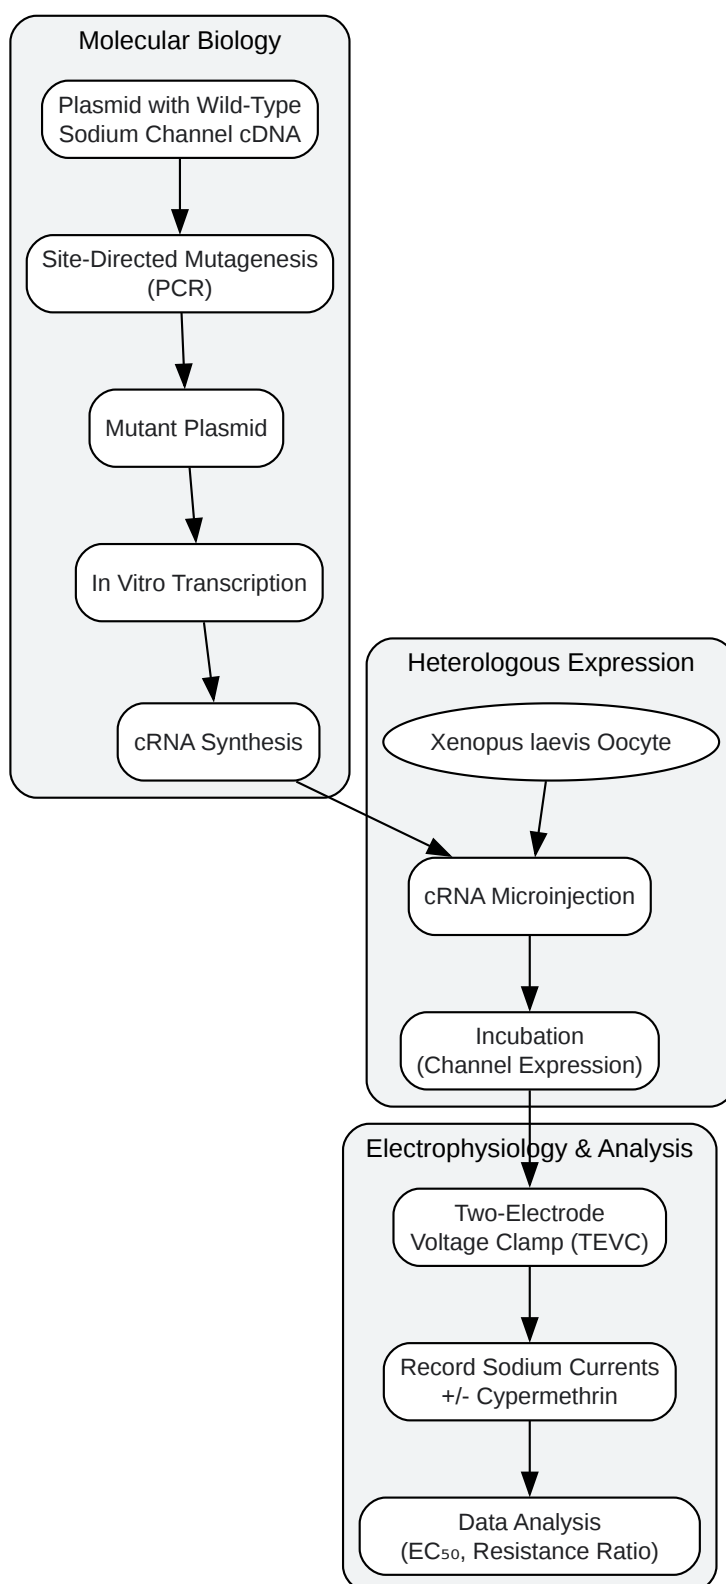 Molecular Biology
Plasmid with Wild-Type
Sodium Channel cDNA
Site-Directed Mutagenesis
(PCR)
Mutant Plasmid
In Vitro Transcription
cRNA Synthesis
Heterologous Expression
Xenopus laevis Oocyte
cRNA Microinjection
Incubation
(Channel Expression)
Electrophysiology & Analysis
Two-Electrode
Voltage Clamp (TEVC)
Record Sodium Currents
+/- Cypermethrin
Data Analysis
(EC₅₀, Resistance Ratio)